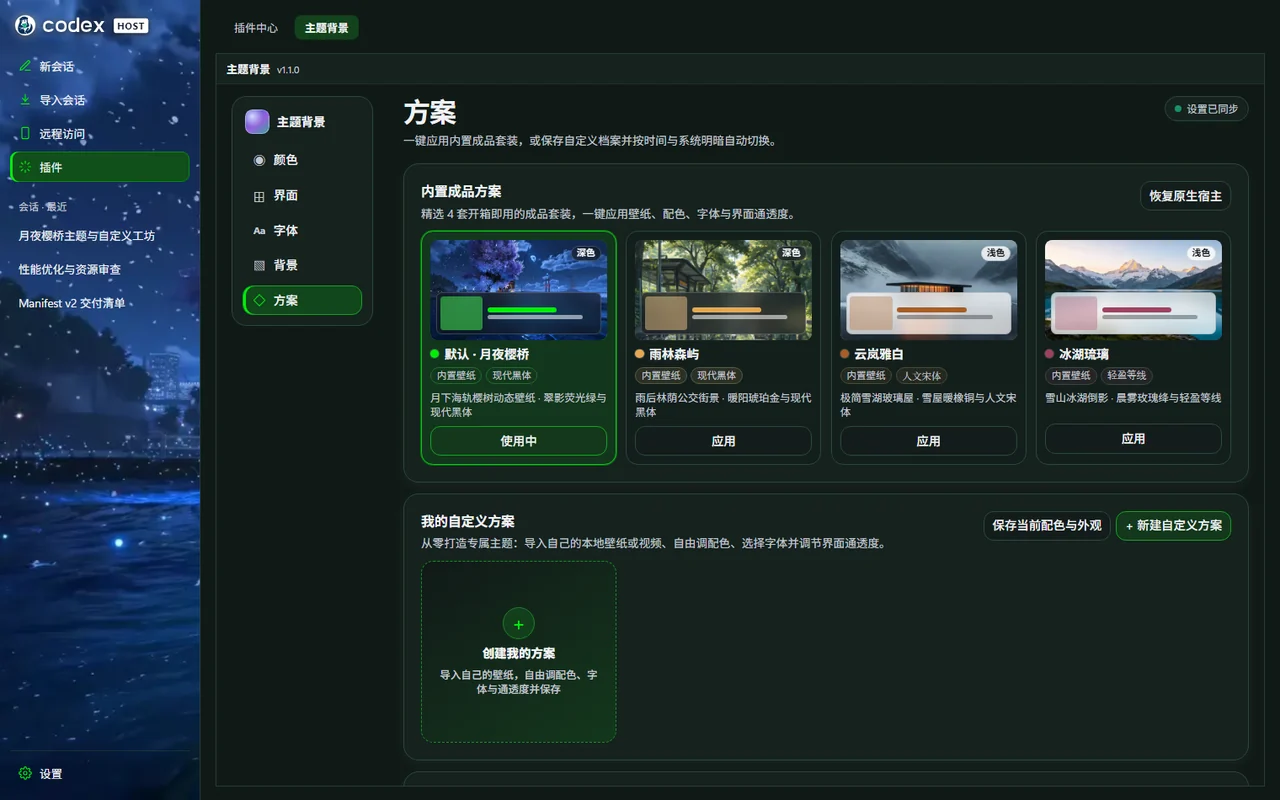 codex HOST
新会话
导入会话
远程访问
插件
会话 · 最近
月夜樱桥主题与自定义工坊
性能优化与资源审查
Manifest v2 交付清单
设置
插件中心
主题背景
主题背景 v1.1.0
主题背景
颜色
界面
Aa 字体
背景
方案
方案
一键应用内置成品套装，或保存自定义档案并按时间与系统明暗自动切换。
设置已同步
内置成品方案
精选 4 套开箱即用的成品套装，一键应用壁纸、配色、字体与界面通透度。
恢复原生宿主
深色
默认 · 月夜樱桥
内置壁纸 现代黑体
月下海轨樱树动态壁纸 · 翠影荧光绿与
现代黑体
使用中
深色
雨林森屿
内置壁纸 现代黑体
雨后林荫公交街景 · 暖阳琥珀金与现代
黑体
应用
浅色
云岚雅白
内置壁纸 人文宋体
极简雪湖玻璃屋 · 雪屋暖橡铜与人文宋
体
应用
浅色
冰湖琉璃
内置壁纸 轻盈等线
雪山冰湖倒影 · 晨雾玫瑰绛与轻盈等线
应用
我的自定义方案
从零打造专属主题：导入自己的本地壁纸或视频、自由调配色、选择字体并调节界面通透度。
保存当前配色与外观
+ 新建自定义方案
+
创建我的方案
导入自己的壁纸，自由调配色、字
体与通透度并保存